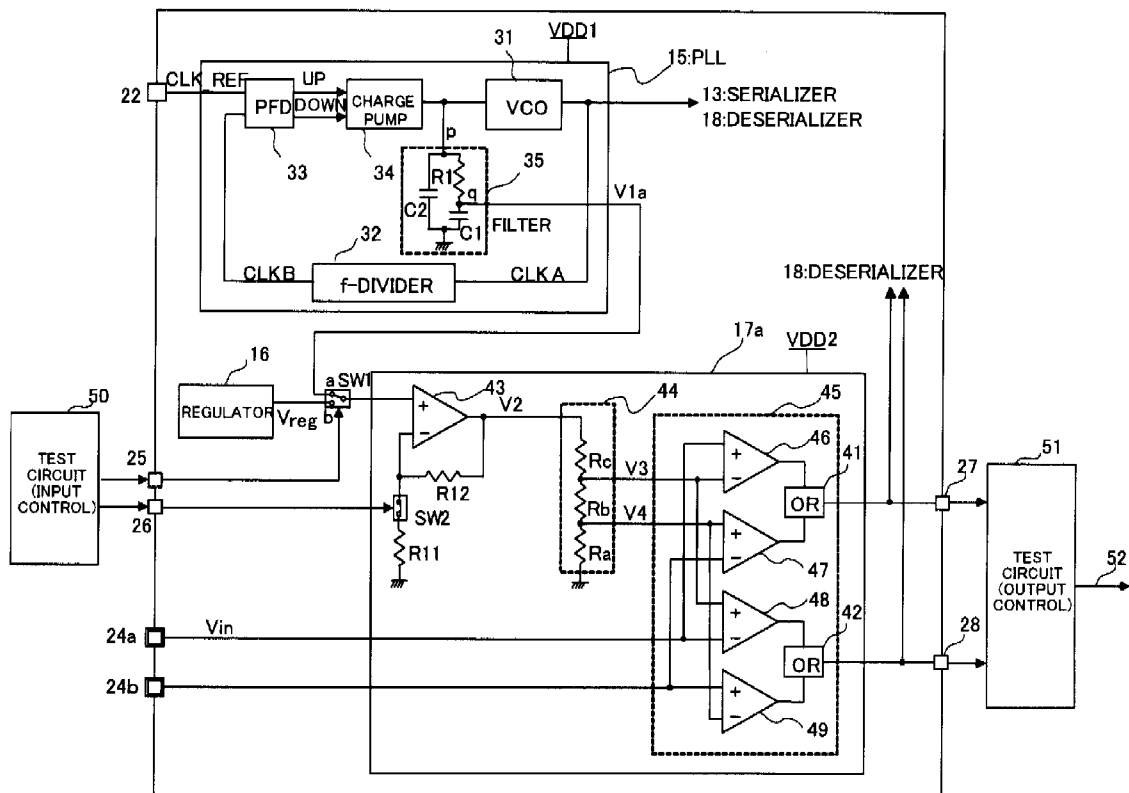 VDD1
31
15:PLL
22
CLK_REF
UP
DOWN
PFD
CHARGE PUMP
VCO
13:SERIALIZER
18:DESERIALIZER
33
34
p
35
R1
q
V1a
C2
C1
FILTER
32
CLKB
f-DIVIDER
CLKA
18:DESERIALIZER
17a
VDD2
16
REGULATOR
Vreg
a
SW1
b
43
V2
44
45
50
TEST CIRCUIT (INPUT CONTROL)
25
26
R12
SW2
R11
Rc
V3
Rb
V4
Ra
46
41
OR
47
27
51
TEST CIRCUIT (OUTPUT CONTROL)
52
24a
Vin
48
42
OR
28
24b
49
+
−
+
−
+
−
+
−
+
−